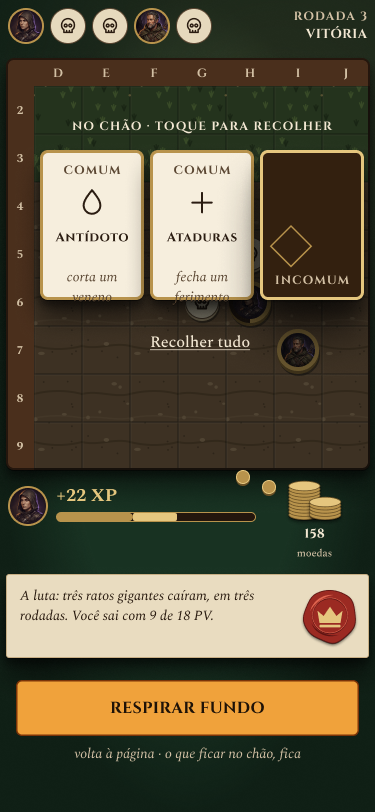 RODADA 3
VITÓRIA
D E F G H I J
2
NO CHÃO · TOQUE PARA RECOLHER
3
COMUM COMUM
4
ANTÍDOTO ATADURAS
5
corta um fecha um INCOMUM
veneno ferimento
6
Recolher tudo
7
8
9
+22 XP
158
moedas
A luta: três ratos gigantes caíram, em três
rodadas. Você sai com 9 de 18 PV.
RESPIRAR FUNDO
volta à página · o que ficar no chão, fica